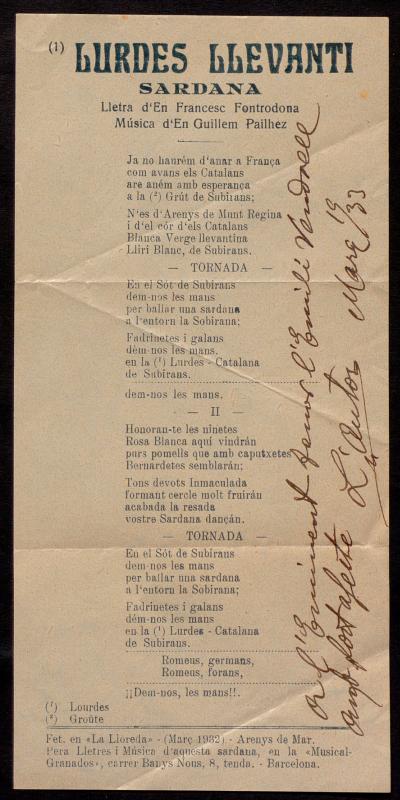 (1) LURDES LLEVANTI
SARDANA
Lletra d'En Francesc Fontrodona
Música d'En Guillem Pailhez
Ja no haurém d'anar a França
com avans els Catalans
are aném amb esperança
a la (²) Grút de Subirans;
N'es d'Arenys de Munt Regina
i d'el cór d'els Catalans
Blanca Verge llevantina
Lliri Blanc, de Subirans.
— TORNADA —
En el Sót de Subirans
dem-nos les mans
per ballar una sardana
a l'entorn la Sobirana;
Fadrinetes i galans
dèm-nos les mans.
en la (¹) Lurdes - Catalana
de Subirans.
dem-nos les mans.
— II —
Honoran-te les ninetes
Rosa Blanca aquí vindrán
purs pomells que amb caputxetes
Bernardetes semblarán;
Tons devots Inmaculada
formant cercle molt fruirán
acabada la resada
vostre Sardana dançán.
— TORNADA —
En el Sót de Subirans
dem-nos les mans
per ballar una sardana
a l'entorn la Sobirana;
Fadrinetes i galans
dém-nos les mans
en la (¹) Lurdes - Catalana
de Subirans.
Romeus, germans,
Romeus, forans,
¡¡Dem-nos, les mans!!.
(¹) Lourdes
(²) Groûte
Fet. en «La Lloreda» - (Març 1932) - Arenys de Mar.
Pera Lletres i Música d'aquesta sardana, en la «Musical-
Granados», carrer Banys Nous, 8, tenda. - Barcelona.
A l'Eminent tenor l'Emili Vendrell
amb tot afecte L'autor Març 19/33